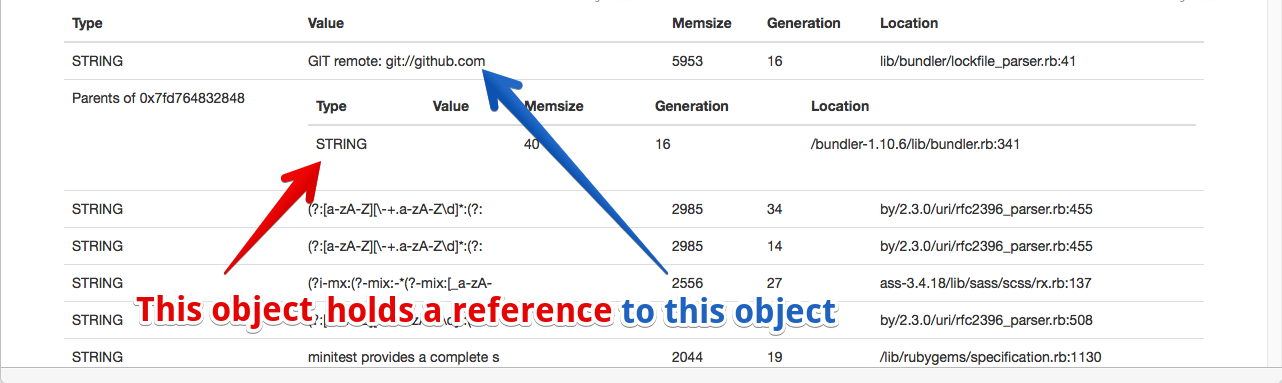 Type Value Memsize Generation Location
STRING GIT remote: git://github.com 5953 16 lib/bundler/lockfile_parser.rb:41
Parents of 0x7fd764832848
Type Value Memsize Generation Location
STRING 40 16 /bundler-1.10.6/lib/bundler.rb:341
STRING (?:[a-zA-Z][\-+.a-zA-Z\d]*:(?: 2985 34 by/2.3.0/uri/rfc2396_parser.rb:455
STRING (?:[a-zA-Z][\-+.a-zA-Z\d]*:(?: 2985 14 by/2.3.0/uri/rfc2396_parser.rb:455
STRING (?i-mx:(?-mix:-*(?-mix:[_a-zA- 2556 27 ass-3.4.18/lib/sass/scss/rx.rb:137
This object holds a reference to this object
STRING by/2.3.0/uri/rfc2396_parser.rb:508
STRING minitest provides a complete s 2044 19 /lib/rubygems/specification.rb:1130